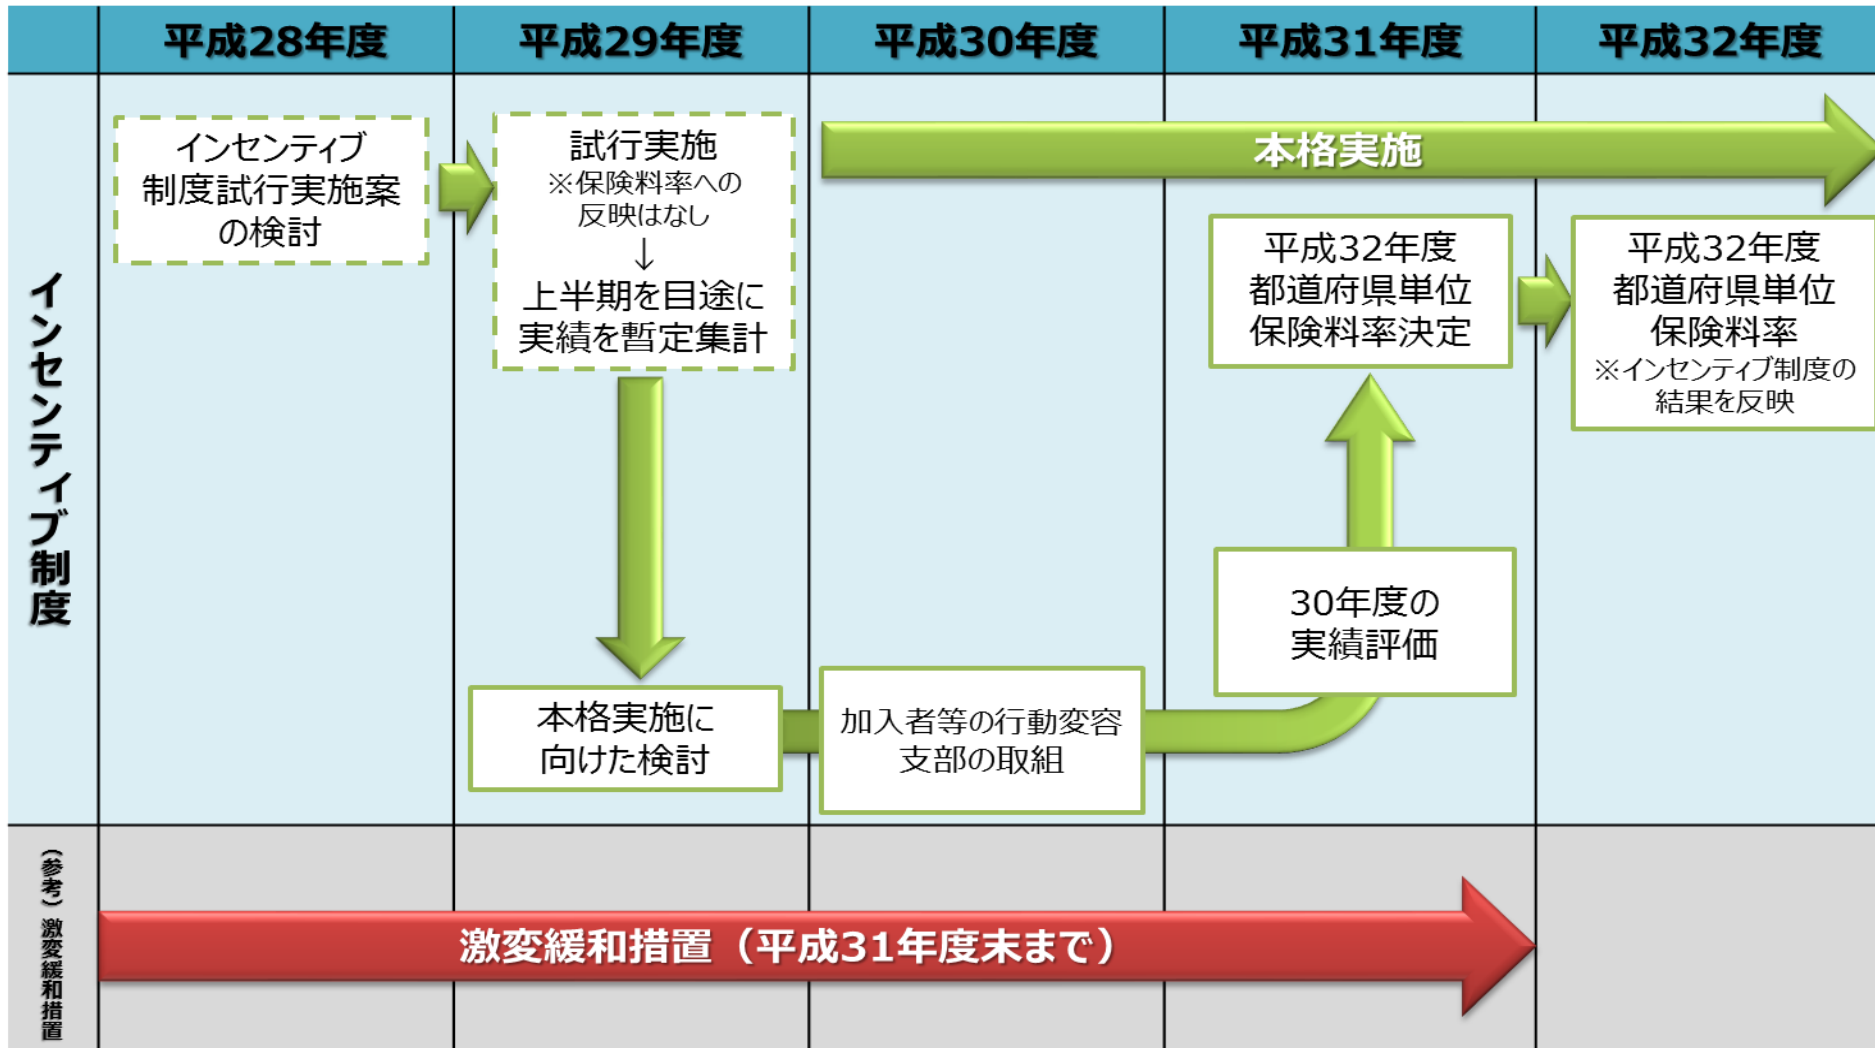 平成28年度
平成29年度
平成30年度
平成31年度
平成32年度
インセンティブ制度
インセンティブ
制度試行実施案
の検討
試行実施
※保険料率への
反映はなし
↓
上半期を目途に
実績を暫定集計
本格実施
平成32年度
都道府県単位
保険料率決定
平成32年度
都道府県単位
保険料率
※インセンティブ制度の
結果を反映
30年度の
実績評価
本格実施に
向けた検討
加入者等の行動変容
支部の取組
(参考)激変緩和措置
激変緩和措置（平成31年度末まで）